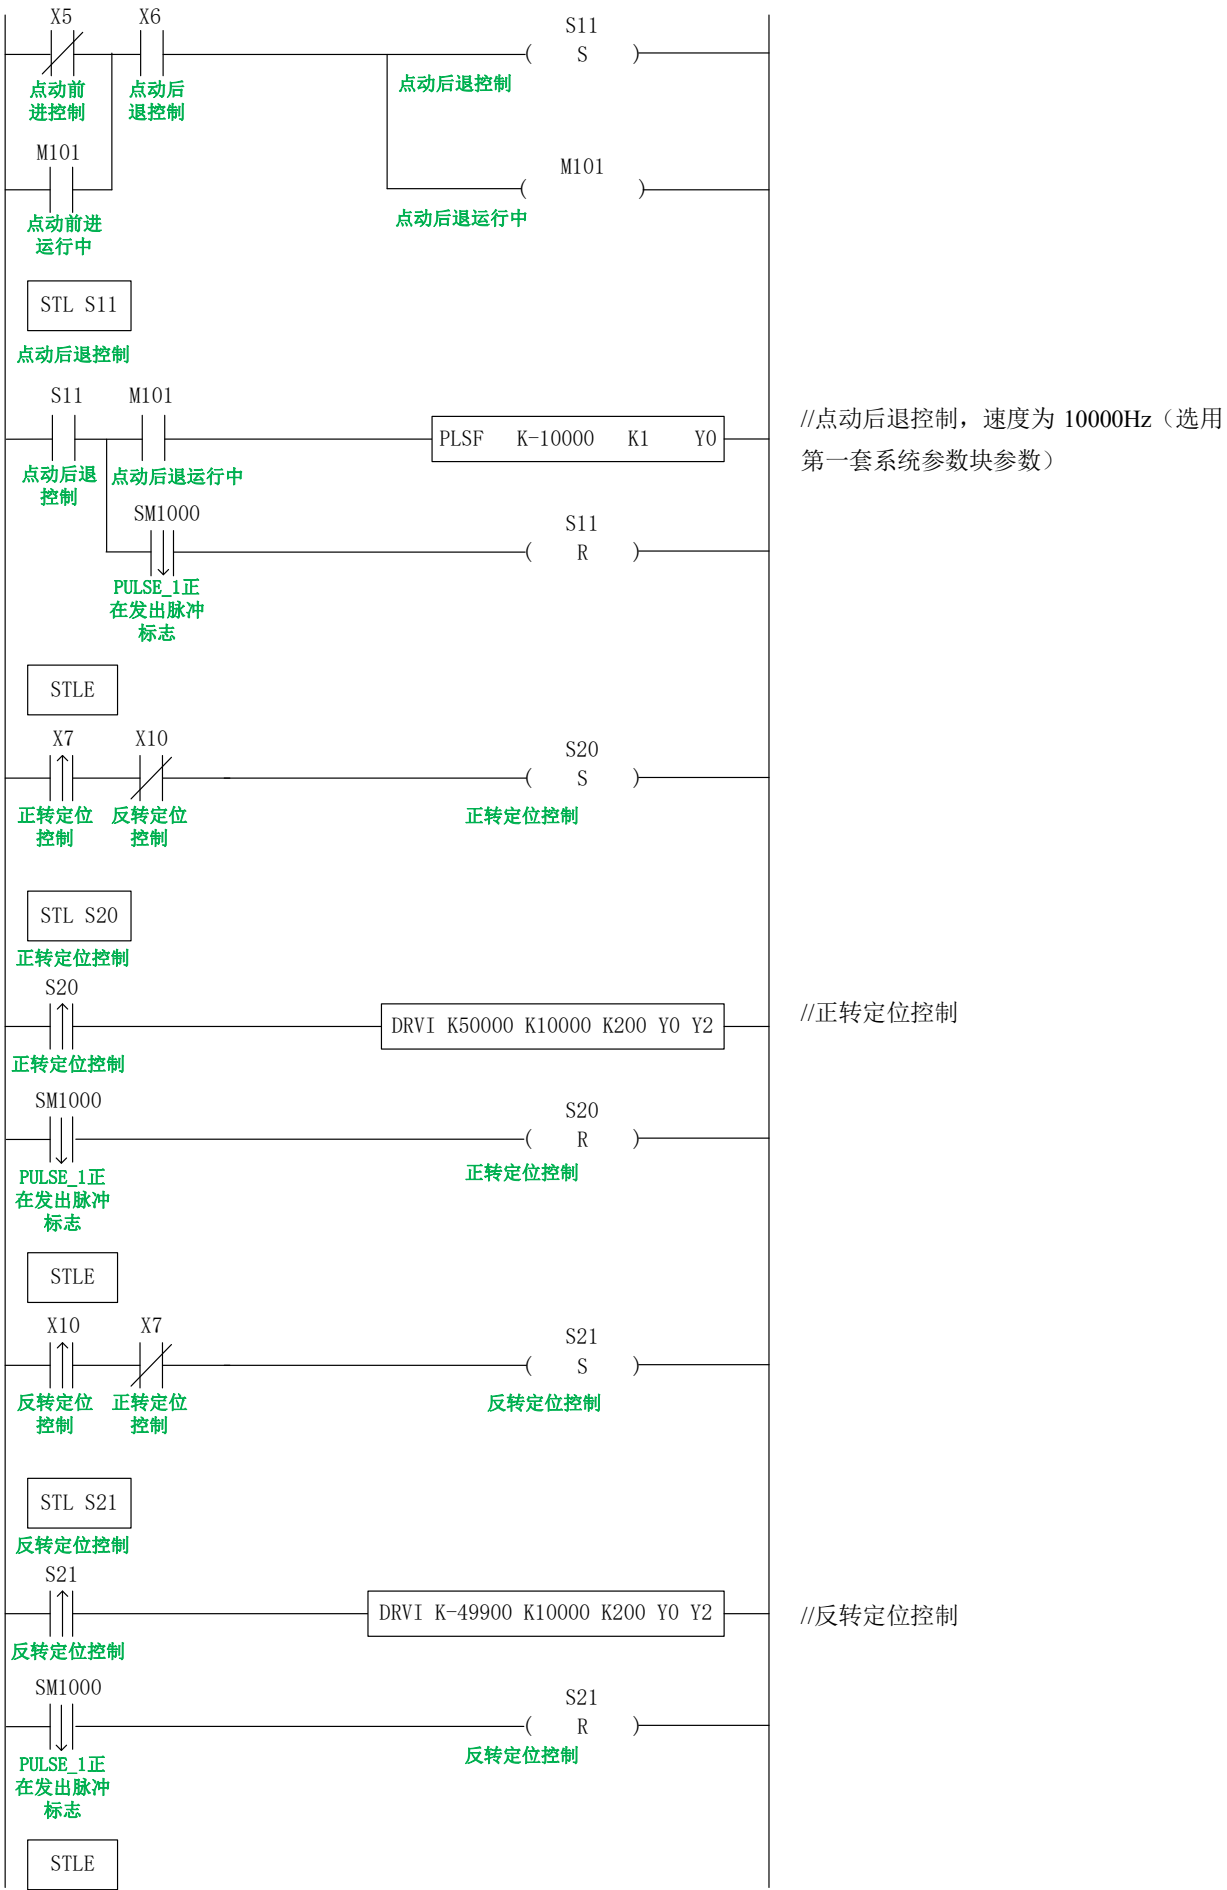 X5 X6 S11
( S )
点动前 点动后 点动后退控制
进控制 退控制
M101 M101
( )
点动前进 点动后退运行中
运行中
STL S11
点动后退控制
S11 M101
PLSF K-10000 K1 Y0
//点动后退控制，速度为 10000Hz（选用
第一套系统参数块参数）
点动后退 点动后退运行中
控制
SM1000 S11
( R )
PULSE_1正
在发出脉冲
标志
STLE
X7 X10 S20
( S )
正转定位 反转定位 正转定位控制
控制 控制
STL S20
正转定位控制
S20
DRVI K50000 K10000 K200 Y0 Y2 //正转定位控制
正转定位控制
SM1000 S20
( R )
PULSE_1正 正转定位控制
在发出脉冲
标志
STLE
X10 X7 S21
( S )
反转定位 正转定位 反转定位控制
控制 控制
STL S21
反转定位控制
S21
DRVI K-49900 K10000 K200 Y0 Y2 //反转定位控制
反转定位控制
SM1000 S21
( R )
PULSE_1正 反转定位控制
在发出脉冲
标志
STLE